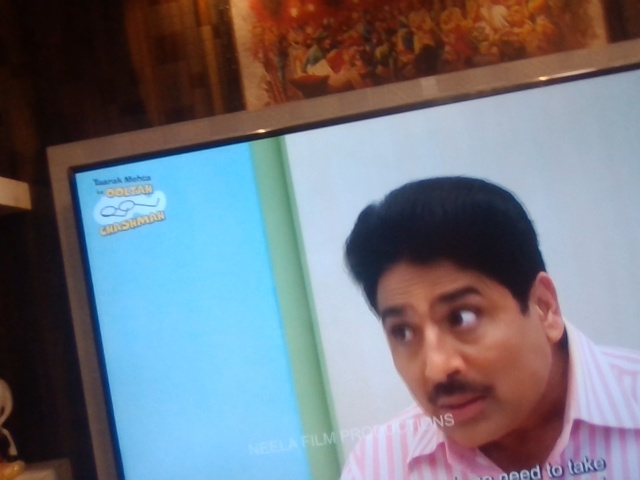 Taarak Mehta
ka OOLTAH
CHASHMAH
NEELA FILM PRODUCTIONS
need to take